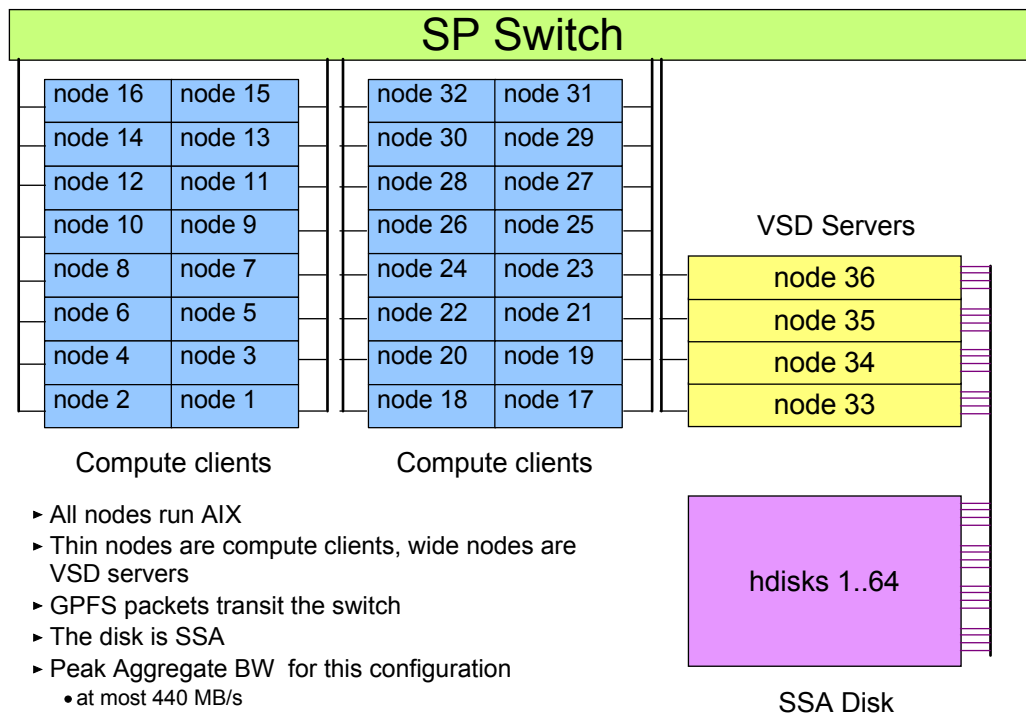 SP Switch
node 16 node 15
node 14 node 13
node 12 node 11
node 10 node 9
node 8 node 7
node 6 node 5
node 4 node 3
node 2 node 1
Compute clients
node 32 node 31
node 30 node 29
node 28 node 27
node 26 node 25
node 24 node 23
node 22 node 21
node 20 node 19
node 18 node 17
Compute clients
VSD Servers
node 36
node 35
node 34
node 33
► All nodes run AIX
► Thin nodes are compute clients, wide nodes are
VSD servers
► GPFS packets transit the switch
► The disk is SSA
► Peak Aggregate BW for this configuration
• at most 440 MB/s
hdisks 1..64
SSA Disk